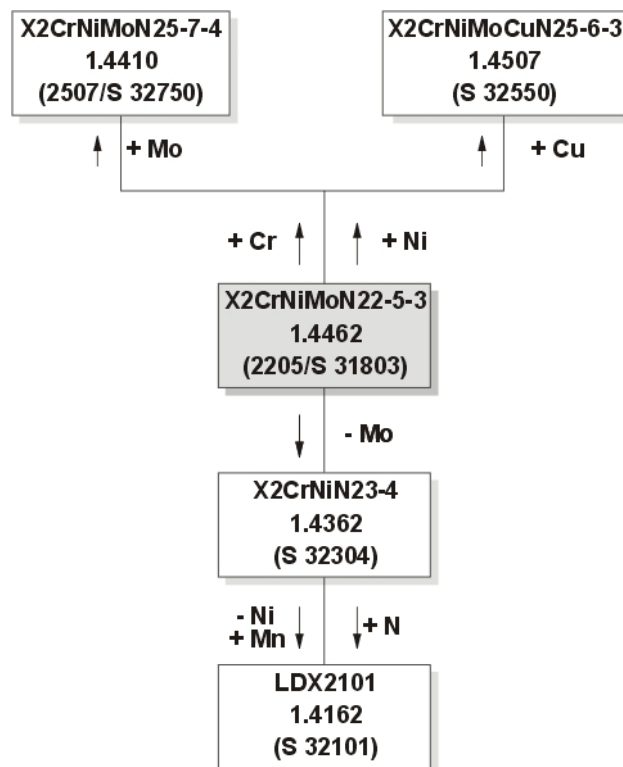 X2CrNiMoN25-7-4
1.4410
(2507/S 32750)
X2CrNiMoCuN25-6-3
1.4507
(S 32550)
+ Mo
+ Cu
+ Cr
+ Ni
X2CrNiMoN22-5-3
1.4462
(2205/S 31803)
- Mo
X2CrNiN23-4
1.4362
(S 32304)
- Ni
+ Mn
+ N
LDX2101
1.4162
(S 32101)